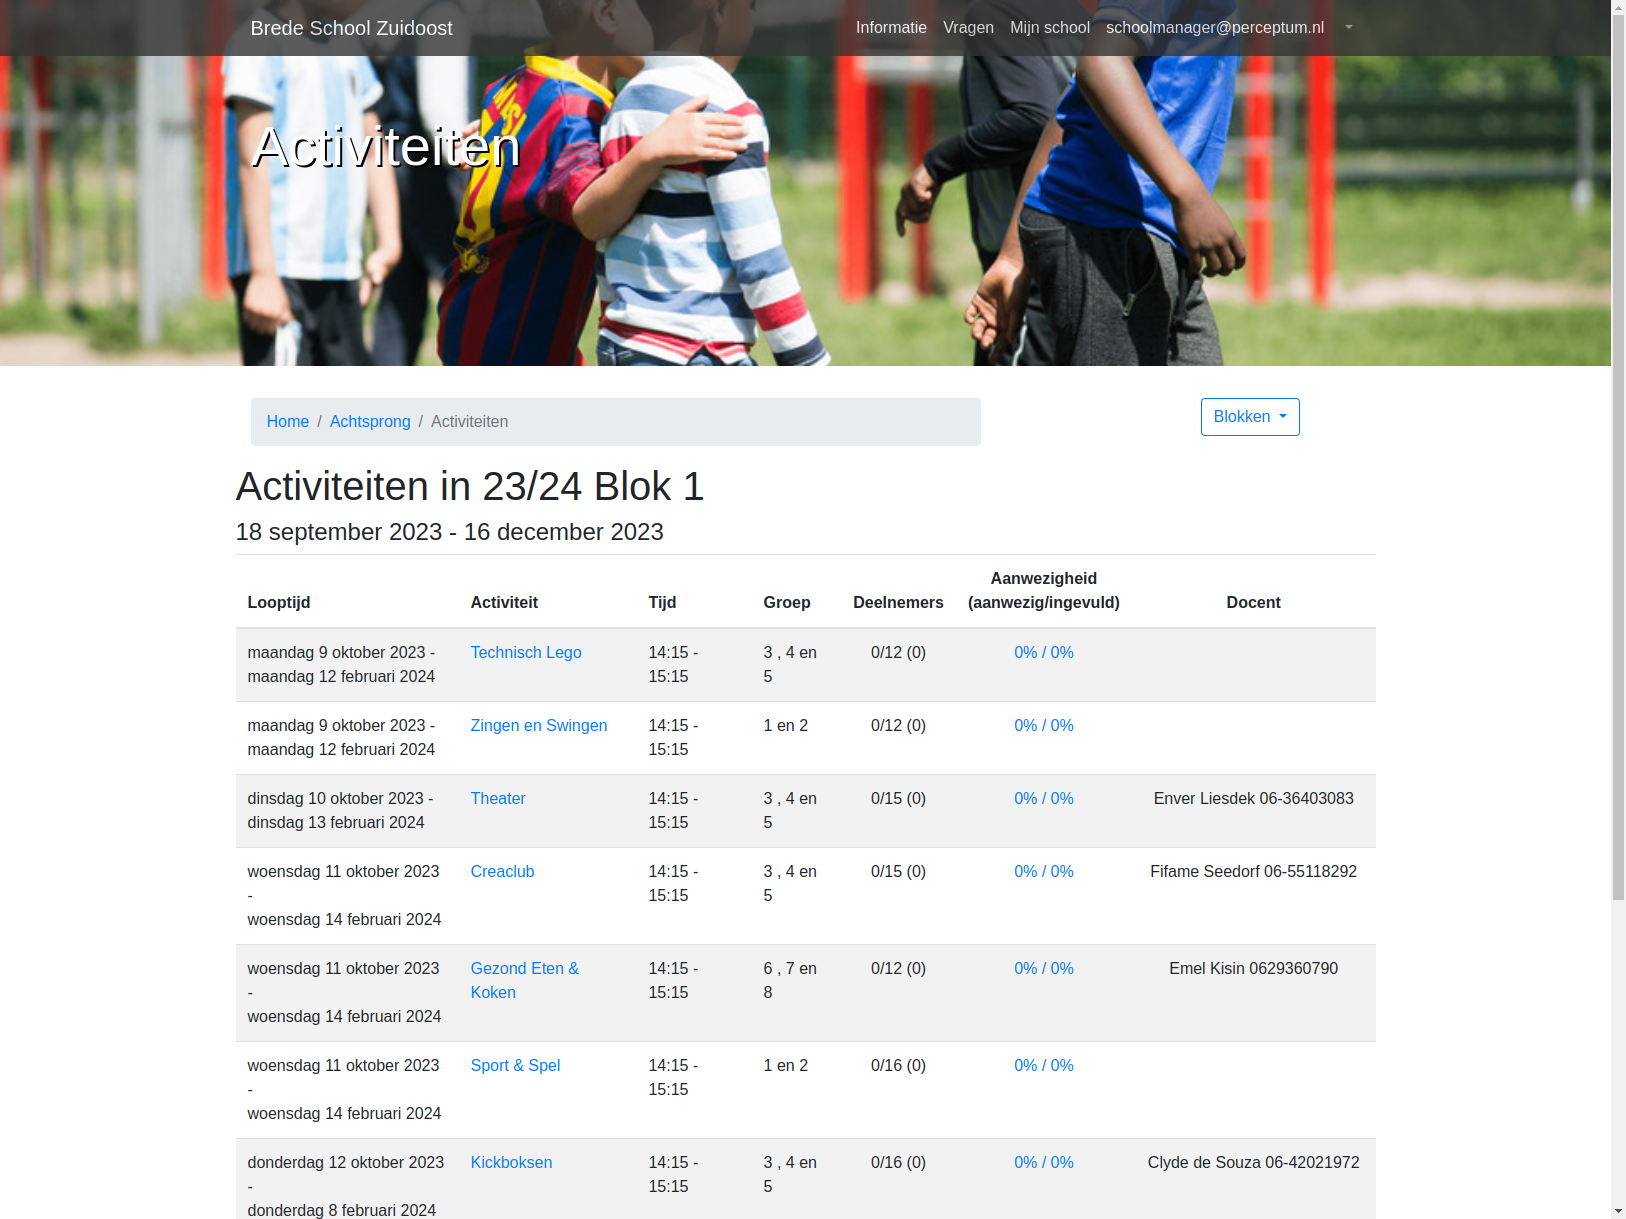 Brede School Zuidoost
Informatie Vragen Mijn school schoolmanager@perceptum.nl
Activiteiten
Home / Achtsprong / Activiteiten
Blokken
Activiteiten in 23/24 Blok 1
18 september 2023 - 16 december 2023
Looptijd Activiteit Tijd Groep Deelnemers Aanwezigheid (aanwezig/ingevuld) Docent
maandag 9 oktober 2023 - Technisch Lego 14:15 - 3 , 4 en 0/12 (0) 0% / 0%
maandag 12 februari 2024 15:15 5
maandag 9 oktober 2023 - Zingen en Swingen 14:15 - 1 en 2 0/12 (0) 0% / 0%
maandag 12 februari 2024 15:15
dinsdag 10 oktober 2023 - Theater 14:15 - 3 , 4 en 0/15 (0) 0% / 0% Enver Liesdek 06-36403083
dinsdag 13 februari 2024 15:15 5
woensdag 11 oktober 2023 Creaclub 14:15 - 3 , 4 en 0/15 (0) 0% / 0% Fifame Seedorf 06-55118292
- 15:15 5
woensdag 14 februari 2024
woensdag 11 oktober 2023 Gezond Eten & 14:15 - 6 , 7 en 0/12 (0) 0% / 0% Emel Kisin 0629360790
- Koken 15:15 8
woensdag 14 februari 2024
woensdag 11 oktober 2023 Sport & Spel 14:15 - 1 en 2 0/16 (0) 0% / 0%
- 15:15
woensdag 14 februari 2024
donderdag 12 oktober 2023 Kickboksen 14:15 - 3 , 4 en 0/16 (0) 0% / 0% Clyde de Souza 06-42021972
- 15:15 5
donderdag 8 februari 2024